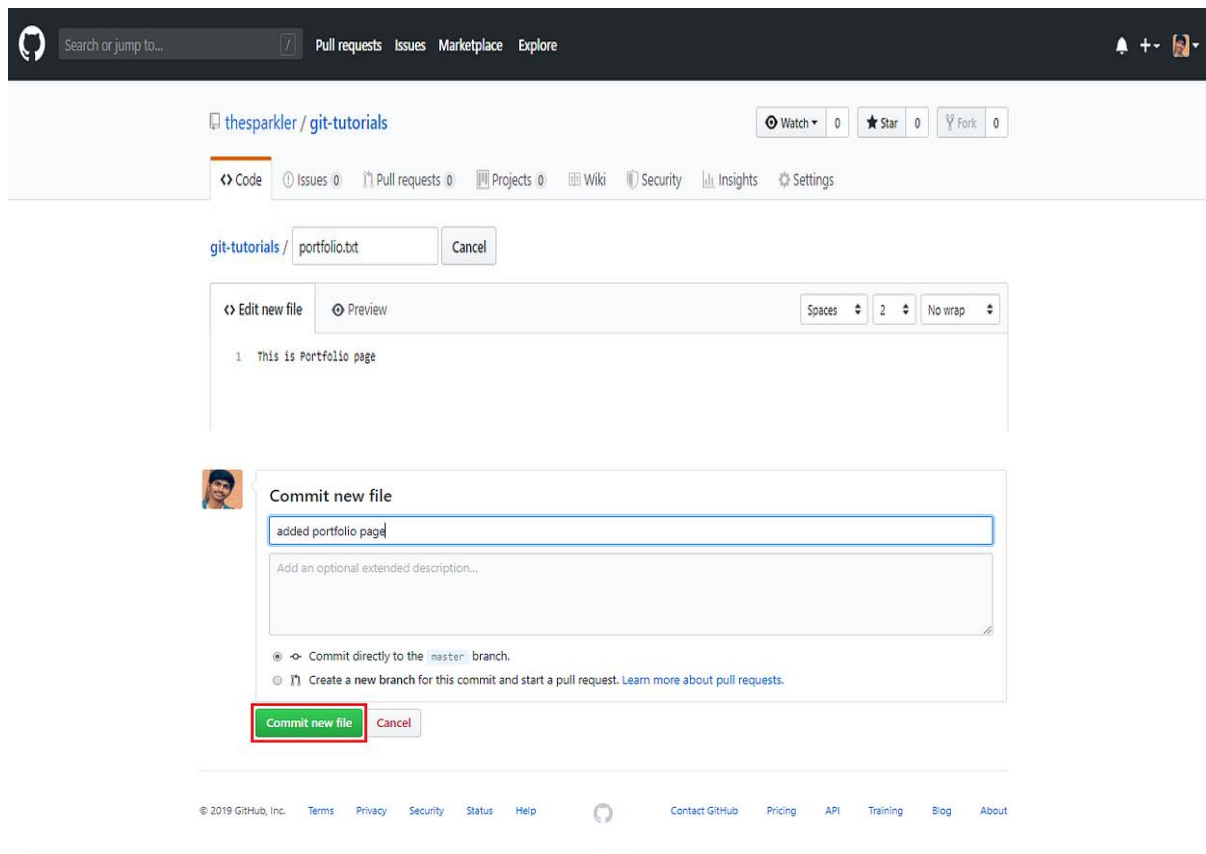 Search or jump to... / Pull requests Issues Marketplace Explore
thesparkler / git-tutorials Watch 0 Star 0 Fork 0
Code Issues 0 Pull requests 0 Projects 0 Wiki Security Insights Settings
git-tutorials / portfolio.txt Cancel
<> Edit new file Preview Spaces 2 No wrap
1 This is Portfolio page
Commit new file
added portfolio page
Add an optional extended description...
Commit directly to the master branch.
Create a new branch for this commit and start a pull request. Learn more about pull requests.
Commit new file Cancel
© 2019 GitHub, Inc. Terms Privacy Security Status Help Contact GitHub Pricing API Training Blog About